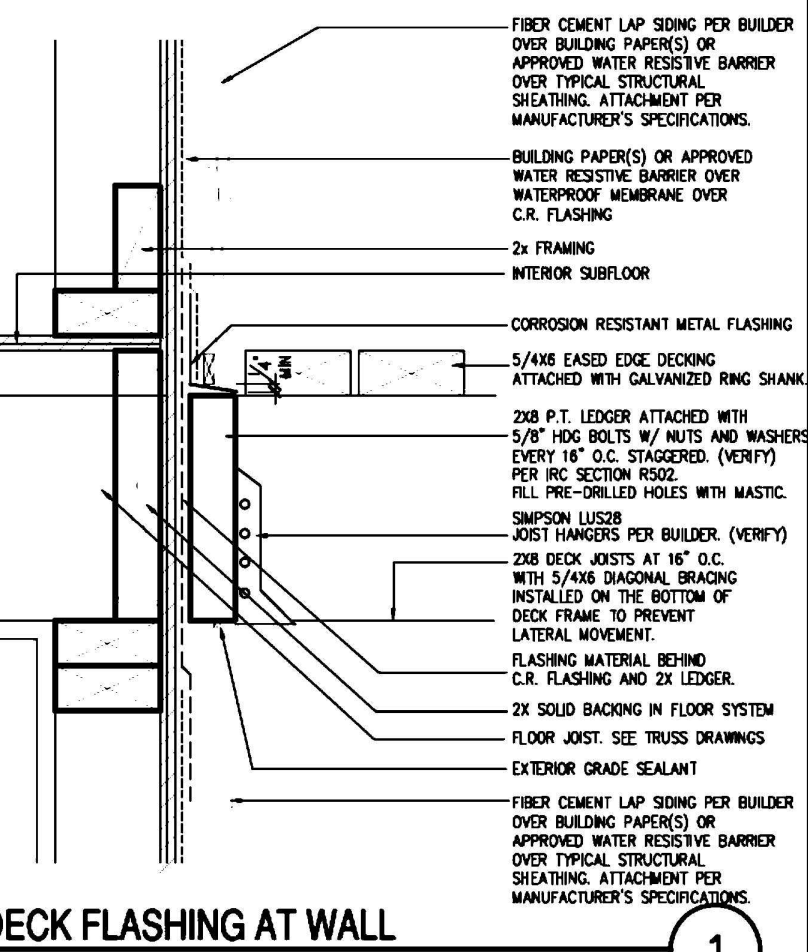 FIBER CEMENT LAP SIDING PER BUILDER
OVER BUILDING PAPER(S) OR
APPROVED WATER RESISTIVE BARRIER
OVER TYPICAL STRUCTURAL
SHEATHING. ATTACHMENT PER
MANUFACTURER'S SPECIFICATIONS.
BUILDING PAPER(S) OR APPROVED
WATER RESISTIVE BARRIER OVER
WATERPROOF MEMBRANE OVER
C.R. FLASHING
2x FRAMING
INTERIOR SUBFLOOR
CORROSION RESISTANT METAL FLASHING
1/4"
MIN
5/4X6 EASED EDGE DECKING
ATTACHED WITH GALVANIZED RING SHANK.
2X8 P.T. LEDGER ATTACHED WITH
5/8" HDG BOLTS W/ NUTS AND WASHERS
EVERY 16" O.C. STAGGERED. (VERIFY)
PER IRC SECTION R502.
FILL PRE-DRILLED HOLES WITH MASTIC.
SIMPSON LUS28
JOIST HANGERS PER BUILDER. (VERIFY)
2X8 DECK JOISTS AT 16" O.C.
WITH 5/4X6 DIAGONAL BRACING
INSTALLED ON THE BOTTOM OF
DECK FRAME TO PREVENT
LATERAL MOVEMENT.
FLASHING MATERIAL BEHIND
C.R. FLASHING AND 2X LEDGER.
2X SOLID BACKING IN FLOOR SYSTEM
FLOOR JOIST. SEE TRUSS DRAWINGS
EXTERIOR GRADE SEALANT
FIBER CEMENT LAP SIDING PER BUILDER
OVER BUILDING PAPER(S) OR
APPROVED WATER RESISTIVE BARRIER
OVER TYPICAL STRUCTURAL
SHEATHING. ATTACHMENT PER
MANUFACTURER'S SPECIFICATIONS.
DECK FLASHING AT WALL
1